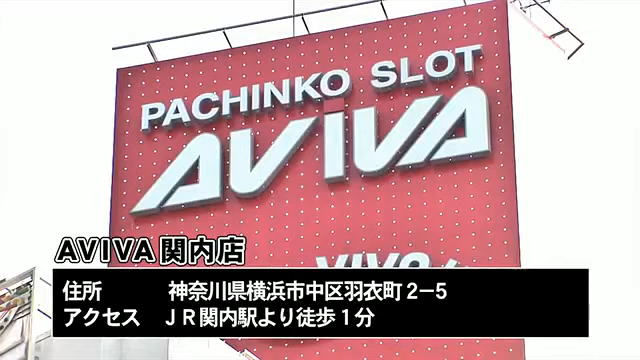 PACHINKO SLOT
AViVA
AVIVA関内店
住所 神奈川県横浜市中区羽衣町2-5
アクセス JR関内駅より徒歩1分